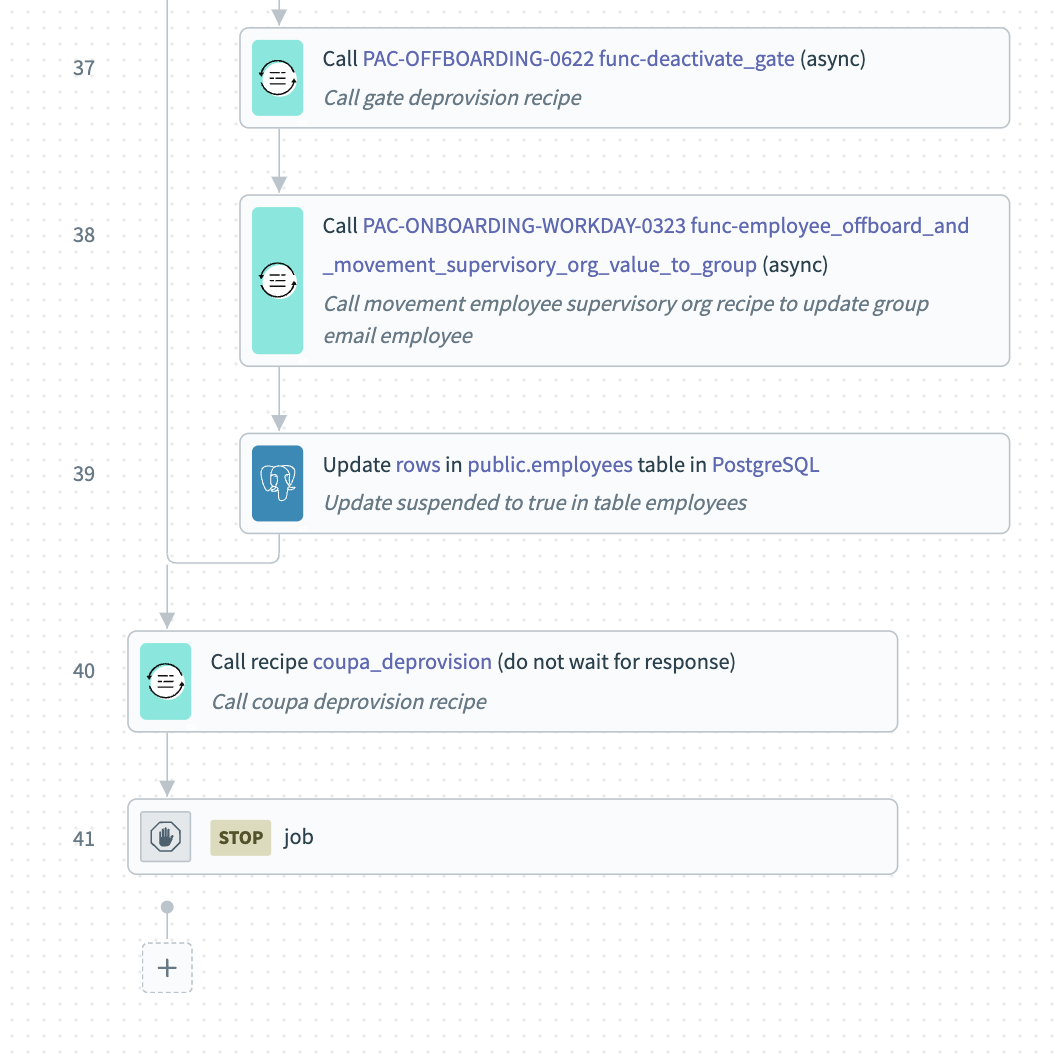 37
Call PAC-OFFBOARDING-0622 func-deactivate_gate (async)
Call gate deprovision recipe
38
Call PAC-ONBOARDING-WORKDAY-0323 func-employee_offboard_and
_movement_supervisory_org_value_to_group (async)
Call movement employee supervisory org recipe to update group
email employee
39
Update rows in public.employees table in PostgreSQL
Update suspended to true in table employees
40
Call recipe coupa_deprovision (do not wait for response)
Call coupa deprovision recipe
41
STOP job